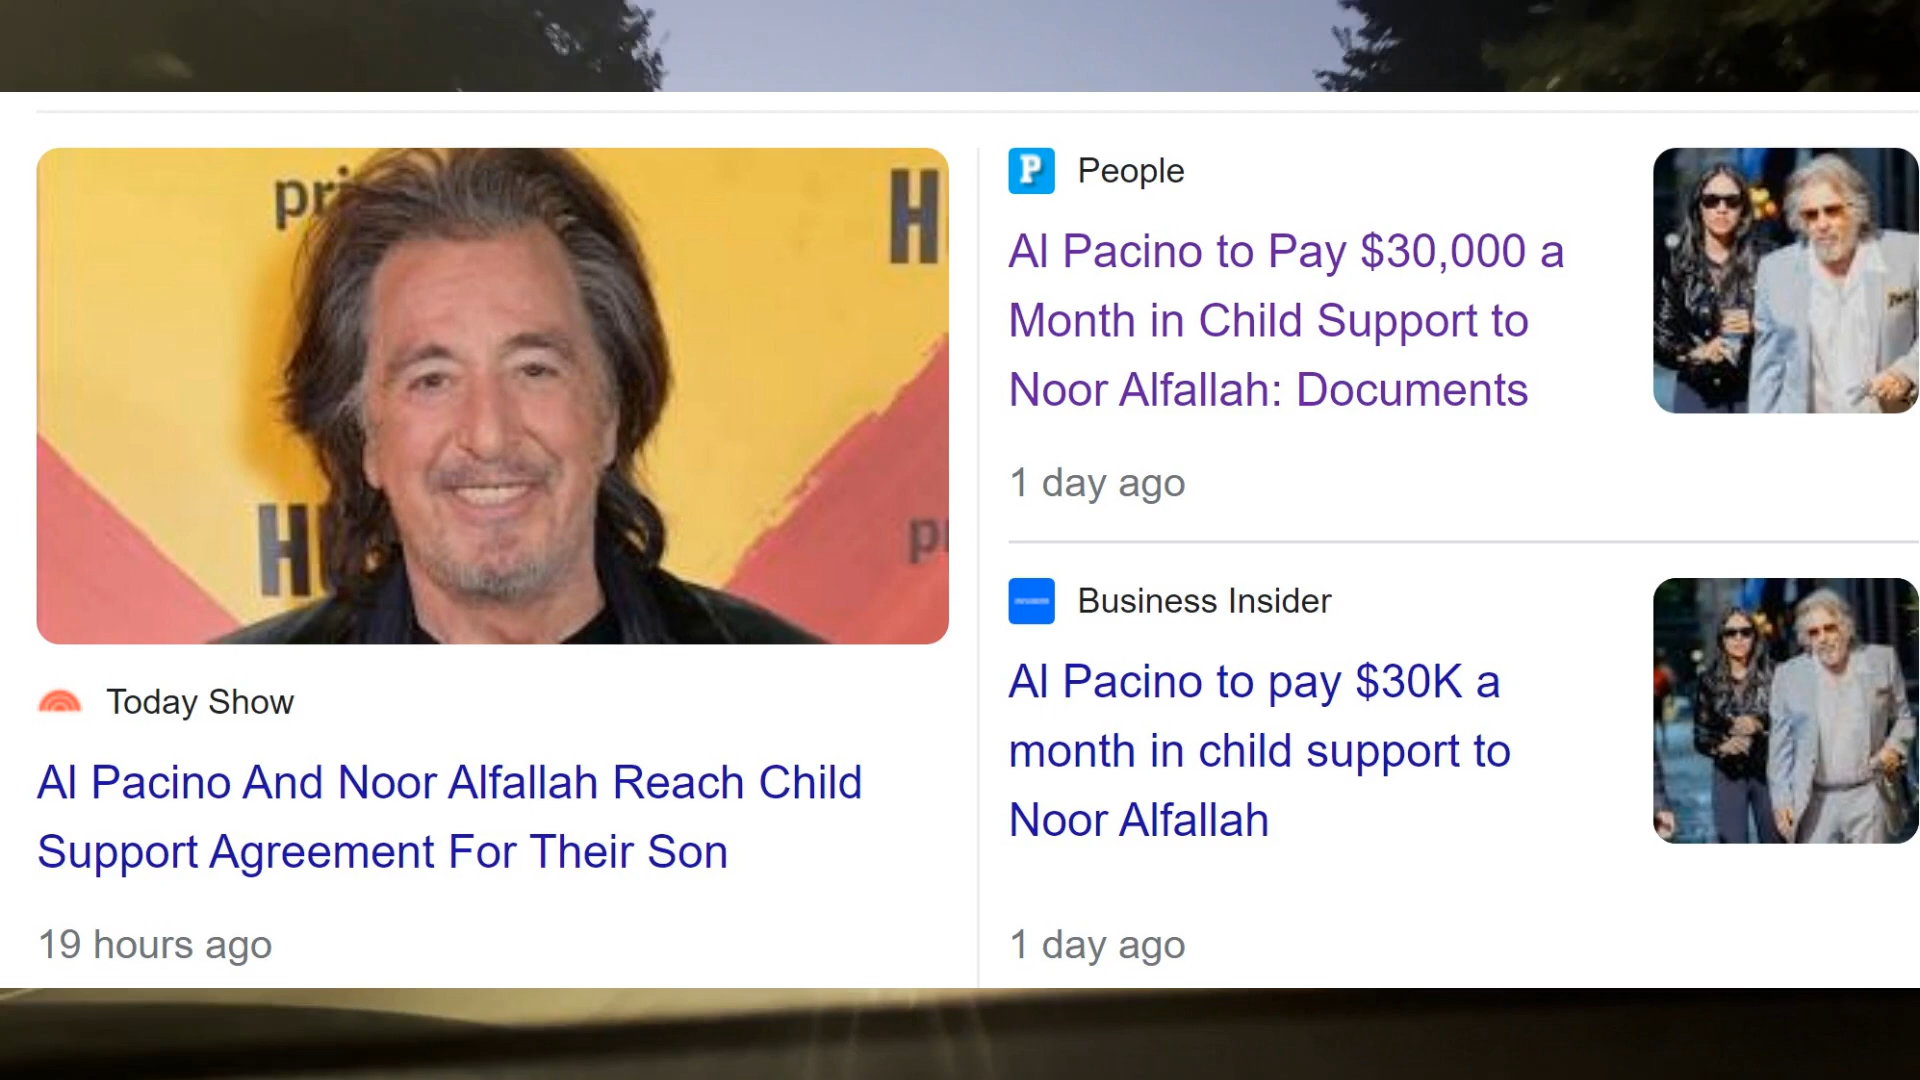 pri
H
H
pr
Today Show
Al Pacino And Noor Alfallah Reach Child
Support Agreement For Their Son
19 hours ago
P People
Al Pacino to Pay $30,000 a
Month in Child Support to
Noor Alfallah: Documents
1 day ago
Business Insider
Al Pacino to pay $30K a
month in child support to
Noor Alfallah
1 day ago